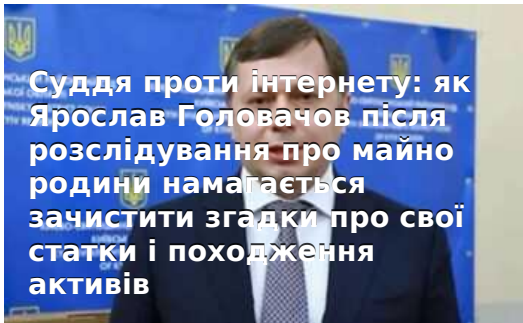 Суддя проти інтернету: як
Ярослав Головачов після
розслідування про майно
родини намагається
зачистити згадки про свої
статки і походження
активів